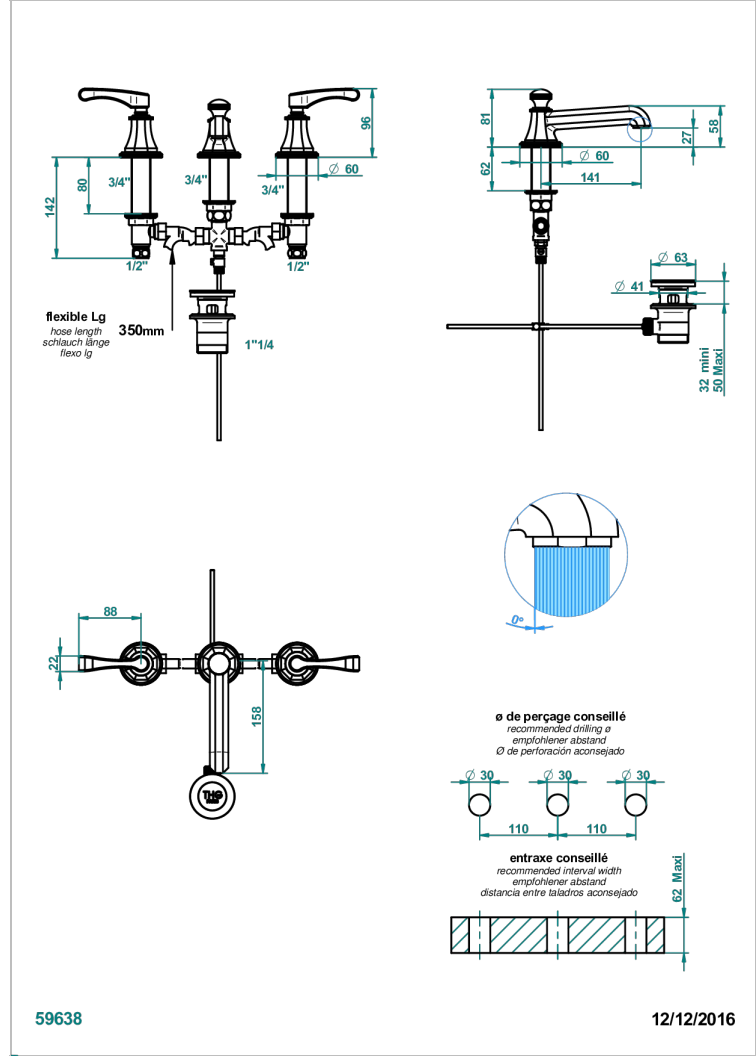 96
Ø 60
3/4"
3/4"
3/4"
80
142
1/2"
1/2"
flexible Lg
hose length
schlauch länge
flexo lg
350mm
1"1/4
81
58
27
Ø 60
62
141
Ø 63
Ø 41
32 mini
50 Maxi
0°
88
22
158
THG
ø de perçage conseillé
recommended drilling ø
empfohlener abstand
Ø de perforación aconsejado
Ø 30
Ø 30
Ø 30
110
110
entraxe conseillé
recommended interval width
empfohlener abstand
distancia entre taladros aconsejado
62 Maxi
59638
12/12/2016